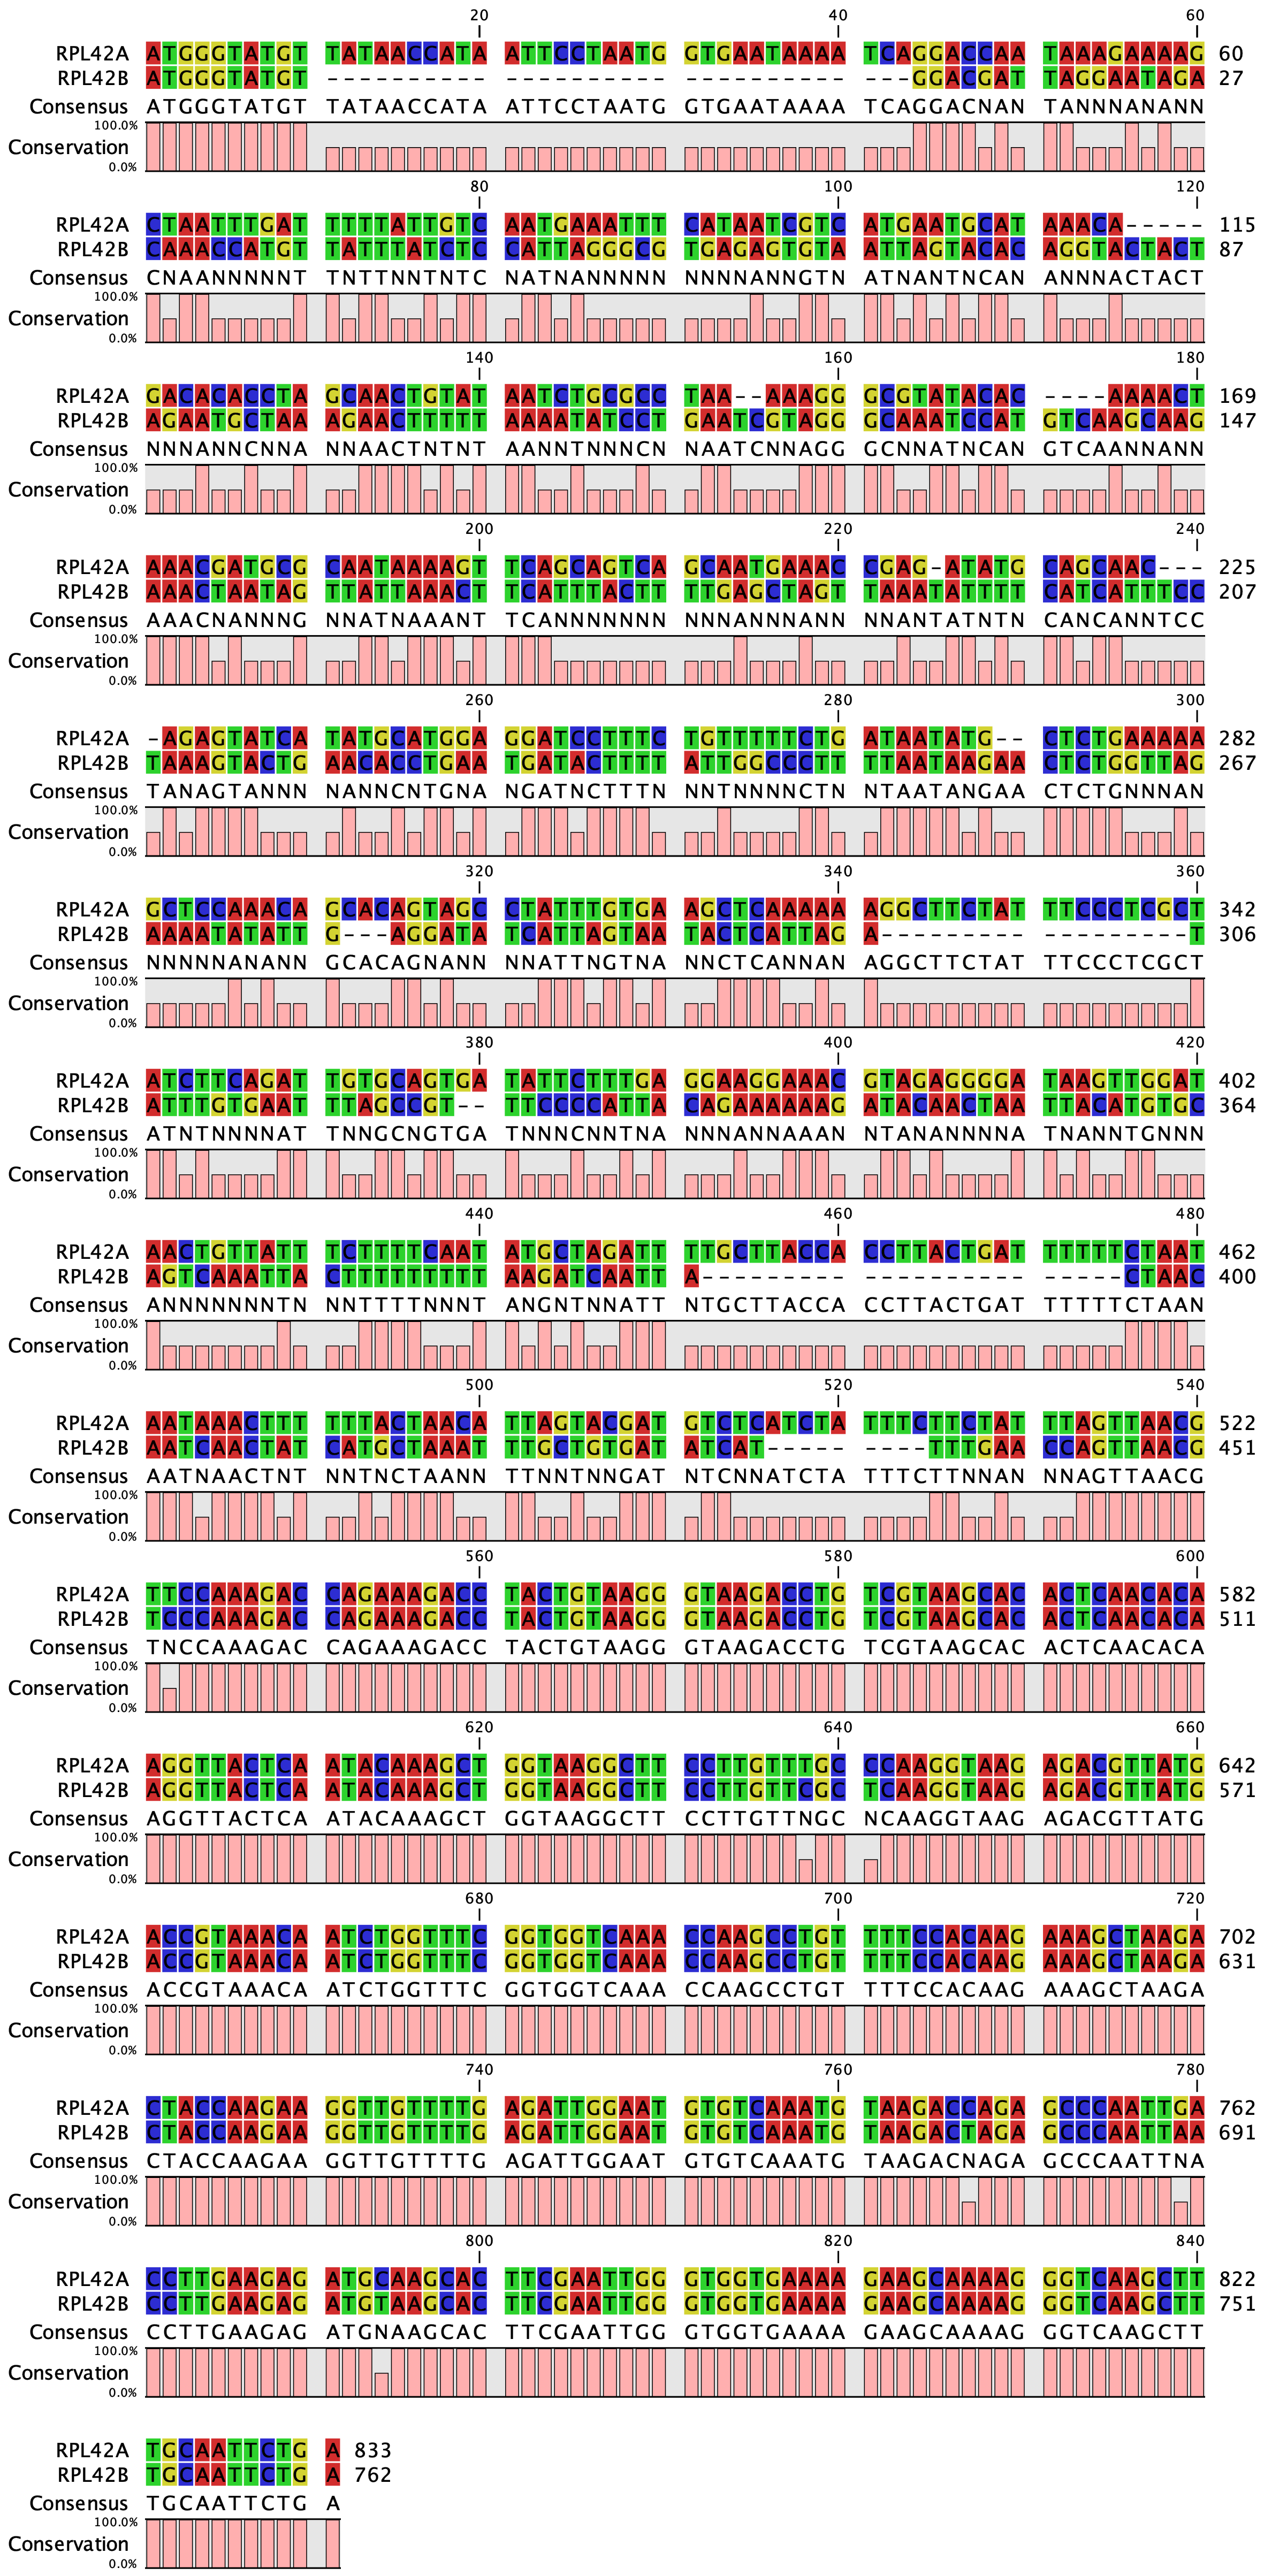 20 40 60
RPL42A ATGGGTATGT TATAACCATA ATTCCTAATG GTGAATAAAA TCAGGACCAA TAAAGAAAAG 60
RPL42B ATGGGTATGT ---------- ---------- ---------- ---GGACGAT TAGGAATAGA 27
Consensus ATGGGTATGT TATAACCATA ATTCCTAATG GTGAATAAAA TCAGGACNAN TANNNANANN
100.0%
Conservation
0.0%
80 100 120
RPL42A CTAATTTGAT TTTTATTGTC AATGAAATTT CATAATCGTC ATGAATGCAT AAACA----- 115
RPL42B CAAACCATGT TATTTATCTC CATTAGGGCG TGAGAGTGTA ATTAGTACAC AGGTACTACT 87
Consensus CNAANNNNNT TNTTNNTNTC NATNANNNNN NNNNANNGTN ATNANTNCAN ANNNACTACT
100.0%
Conservation
0.0%
140 160 180
RPL42A GACACACCTA GCAACTGTAT AATCTGCGCC TAA--AAAGG GCGTATACAC ----AAAACT 169
RPL42B AGAATGCTAA AGAACTTTTT AAAATATCCT GAATCGTAGG GCAAATCCAT GTCAAGCAAG 147
Consensus NNNANNCNNA NNAACTNTNT AANNTNNNCN NAATCNNAGG GCNNATNCAN GTCAANNANN
100.0%
Conservation
0.0%
200 220 240
RPL42A AAACGATGCG CAATAAAAGT TCAGCAGTCA GCAATGAAAC CGAG-ATATG CAGCAAC--- 225
RPL42B AAACTAATAG TTATTAAACT TCATTTACTT TTGAGCTAGT TAAATATTTT CATCATTTCC 207
Consensus AAACNANNNG NNATNAAANT TCANNNNNNN NNNANNNANN NNANTATNTN CANCANNTCC
100.0%
Conservation
0.0%
260 280 300
RPL42A -AGAGTATCA TATGCATGGA GGATCCTTTC TGTTTTTCTG ATAATATG-- CTCTGAAAAA 282
RPL42B TAAAGTACTG AACACCTGAA TGATACTTTT ATTGGCCCTT TTAATAAGAA CTCTGGTTAG 267
Consensus TANAGTANNN NANNCNTGNA NGATNCTTTN NNTNNNNCTN NTAATANGAA CTCTGNNNAN
100.0%
Conservation
0.0%
320 340 360
RPL42A GCTCCAAACA GCACAGTAGC CTATTTGTGA AGCTCAAAAA AGGCTTCTAT TTCCCTCGCT 342
RPL42B AAAATATATT G---AGGATA TCATTAGTAA TACTCATTAG A--------- ---------T 306
Consensus NNNNNANANN GCACAGNANN NNATTNGTNA NNCTCANNAN AGGCTTCTAT TTCCCTCGCT
100.0%
Conservation
0.0%
380 400 420
RPL42A ATCTTCAGAT TGTGCAGTGA TATTCTTTGA GGAAGGAAAC GTAGAGGGGA TAAGTTGGAT 402
RPL42B ATTTGTGAAT TTAGCCGT-- TTCCCCATTA CAGAAAAAAG ATACAACTAA TTACATGTGC 364
Consensus ATNTNNNNAT TNNGCNGTGA TNNNCNNTNA NNNANNAAAN NTANANNNNA TNANNTGNNN
100.0%
Conservation
0.0%
440 460 480
RPL42A AACTGTTATT TCTTTTCAAT ATGCTAGATT TTGCTTACCA CCTTACTGAT TTTTTCTAAT 462
RPL42B AGTCAAATTA CTTTTTTTTT AAGATCAATT A--------- ---------- -----CTAAC 400
Consensus ANNNNNNNTN NNTTTTNNNT ANGNTNNATT NTGCTTACCA CCTTACTGAT TTTTTCTAAN
100.0%
Conservation
0.0%
500 520 540
RPL42A AATAAACTTT TTTACTAACA TTAGTACGAT GTCTCATCTA TTTCTTCTAT TTAGTTAACG 522
RPL42B AATCAACTAT CATGCTAAAT TTGCTGTGAT ATCAT----- ----TTTGAA CCAGTTAACG 451
Consensus AATNAACTNT NNTNCTAANN TTNNTNNGAT NTCNNATCTA TTTCTTNNAN NNAGTTAACG
100.0%
Conservation
0.0%
560 580 600
RPL42A TTCCAAAGAC CAGAAAGACC TACTGTAAGG GTAAGACCTG TCGTAAGCAC ACTCAACACA 582
RPL42B TCCCAAAGAC CAGAAAGACC TACTGTAAGG GTAAGACCTG TCGTAAGCAC ACTCAACACA 511
Consensus TNCCAAAGAC CAGAAAGACC TACTGTAAGG GTAAGACCTG TCGTAAGCAC ACTCAACACA
100.0%
Conservation
0.0%
620 640 660
RPL42A AGGTTACTCA ATACAAAGCT GGTAAGGCTT CCTTGTTTGC CCAAGGTAAG AGACGTTATG 642
RPL42B AGGTTACTCA ATACAAAGCT GGTAAGGCTT CCTTGTTCGC TCAAGGTAAG AGACGTTATG 571
Consensus AGGTTACTCA ATACAAAGCT GGTAAGGCTT CCTTGTTNGC NCAAGGTAAG AGACGTTATG
100.0%
Conservation
0.0%
680 700 720
RPL42A ACCGTAAACA ATCTGGTTTC GGTGGTCAAA CCAAGCCTGT TTTCCACAAG AAAGCTAAGA 702
RPL42B ACCGTAAACA ATCTGGTTTC GGTGGTCAAA CCAAGCCTGT TTTCCACAAG AAAGCTAAGA 631
Consensus ACCGTAAACA ATCTGGTTTC GGTGGTCAAA CCAAGCCTGT TTTCCACAAG AAAGCTAAGA
100.0%
Conservation
0.0%
740 760 780
RPL42A CTACCAAGAA GGTTGTTTTG AGATTGGAAT GTGTCAAATG TAAGACCAGA GCCCAATTGA 762
RPL42B CTACCAAGAA GGTTGTTTTG AGATTGGAAT GTGTCAAATG TAAGACTAGA GCCCAATTAA 691
Consensus CTACCAAGAA GGTTGTTTTG AGATTGGAAT GTGTCAAATG TAAGACNAGA GCCCAATTNA
100.0%
Conservation
0.0%
800 820 840
RPL42A CCTTGAAGAG ATGCAAGCAC TTCGAATTGG GTGGTGAAAA GAAGCAAAAG GGTCAAGCTT 822
RPL42B CCTTGAAGAG ATGTAAGCAC TTCGAATTGG GTGGTGAAAA GAAGCAAAAG GGTCAAGCTT 751
Consensus CCTTGAAGAG ATGNAAGCAC TTCGAATTGG GTGGTGAAAA GAAGCAAAAG GGTCAAGCTT
100.0%
Conservation
0.0%
RPL42A TGCAATTCTG A 833
RPL42B TGCAATTCTG A 762
Consensus TGCAATTCTG A
100.0%
Conservation
0.0%